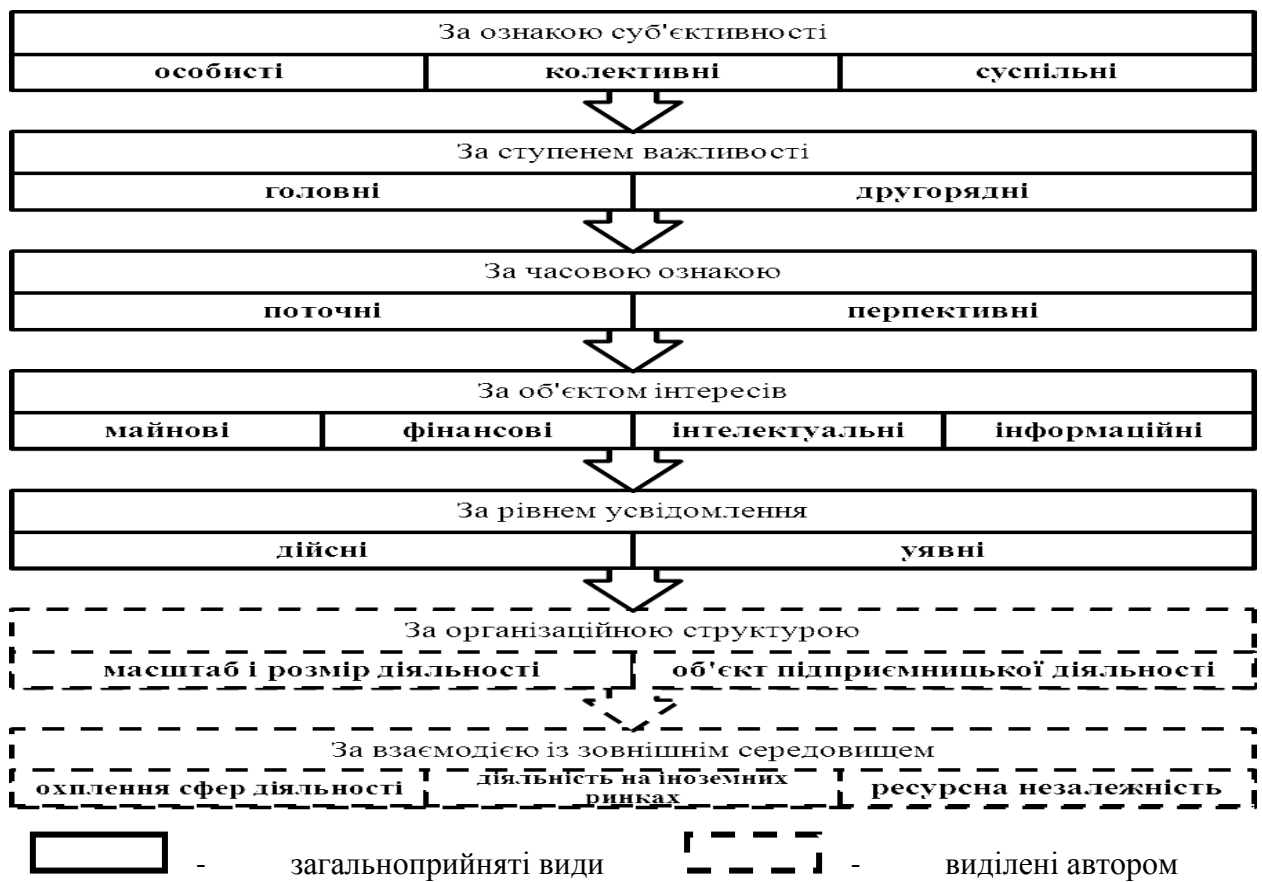 За ознакою суб'єктивності
особисті колективні суспільні
За ступенем важливості
головні другорядні
За часовою ознакою
поточні перпективні
За об'єктом інтересів
майнові фінансові інтелектуальні інформаційні
За рівнем усвідомлення
дійсні уявні
За організаційною структурою
масштаб і розмір діяльності об'єкт підприємницької діяльності
За взаємодією із зовнішнім середовищем
охплення сфер діяльності діяльність на іноземних ринках ресурсна незалежність
- загальноприйняті види - виділені автором